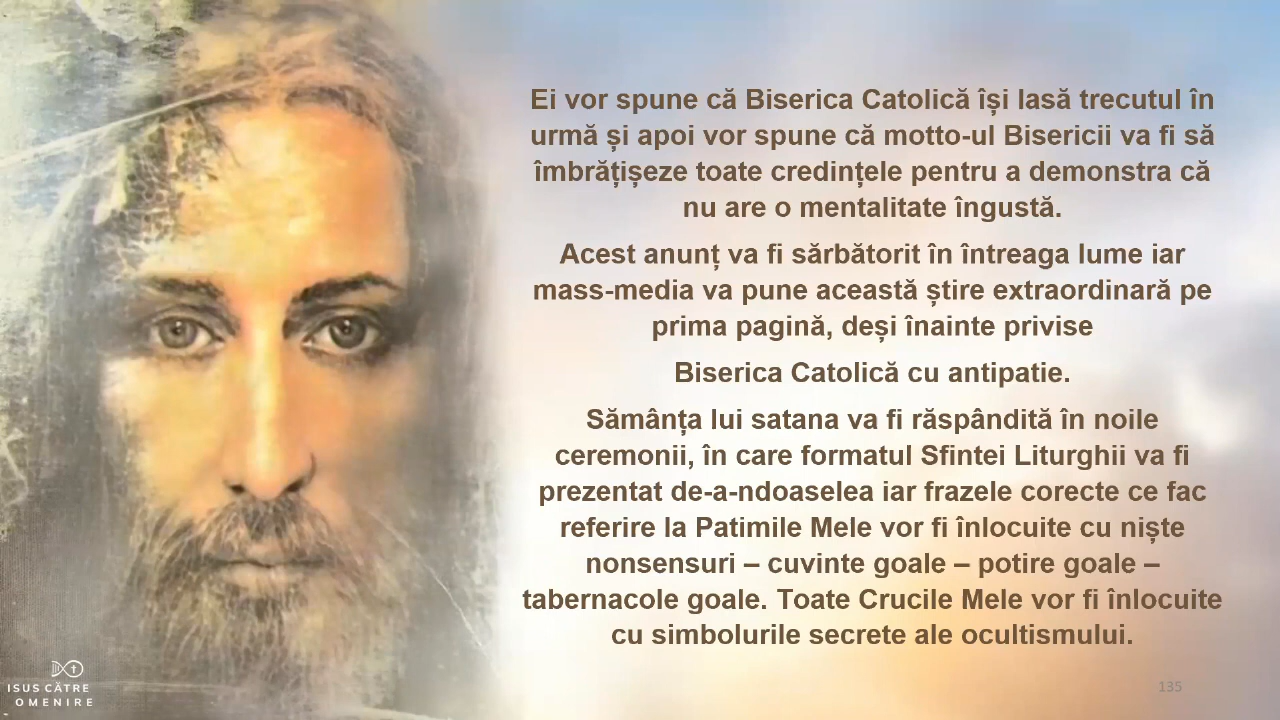 Ei vor spune că Biserica Catolică își lasă trecutul în
urmă și apoi vor spune că motto-ul Bisericii va fi să
îmbrățișeze toate credințele pentru a demonstra că
nu are o mentalitate îngustă.
Acest anunț va fi sărbătorit în întreaga lume iar
mass-media va pune această știre extraordinară pe
prima pagină, deși înainte privise
Biserica Catolică cu antipatie.
Sămânța lui satana va fi răspândită în noile
ceremonii, în care formatul Sfintei Liturghii va fi
prezentat de-a-ndoaselea iar frazele corecte ce fac
referire la Patimile Mele vor fi înlocuite cu niște
nonsensuri – cuvinte goale – potire goale –
tabernacole goale. Toate Crucile Mele vor fi înlocuite
cu simbolurile secrete ale ocultismului.
ISUS CĂTRE
OMENIRE
135